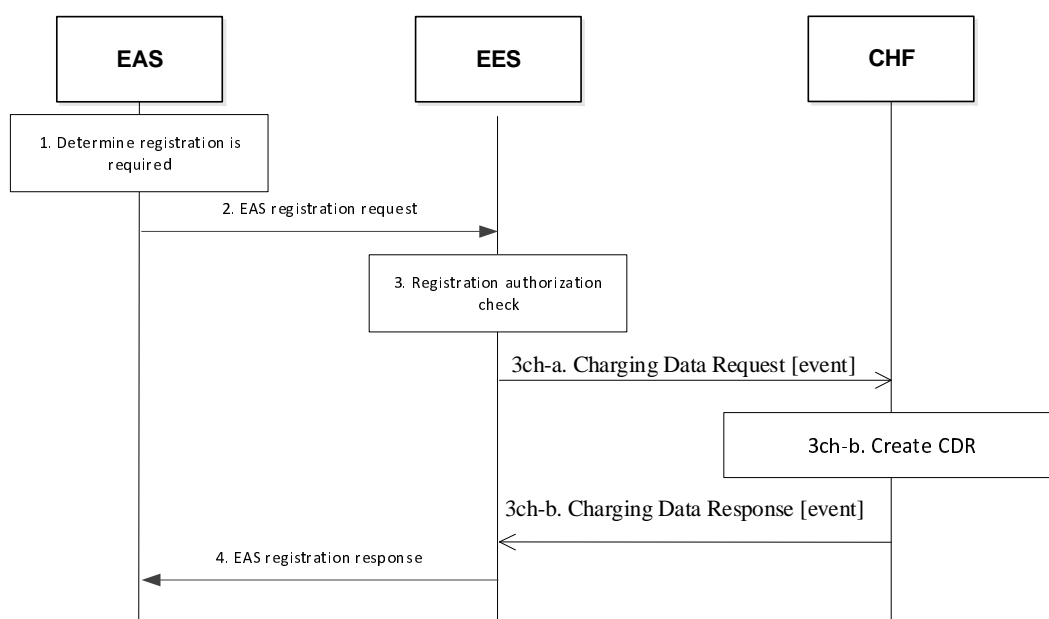 EAS
EES
CHF
1. Determine registration is
required
2. EAS registration request
3. Registration authorization
check
3ch-a. Charging Data Request [event]
3ch-b. Create CDR
3ch-b. Charging Data Response [event]
4. EAS registration response